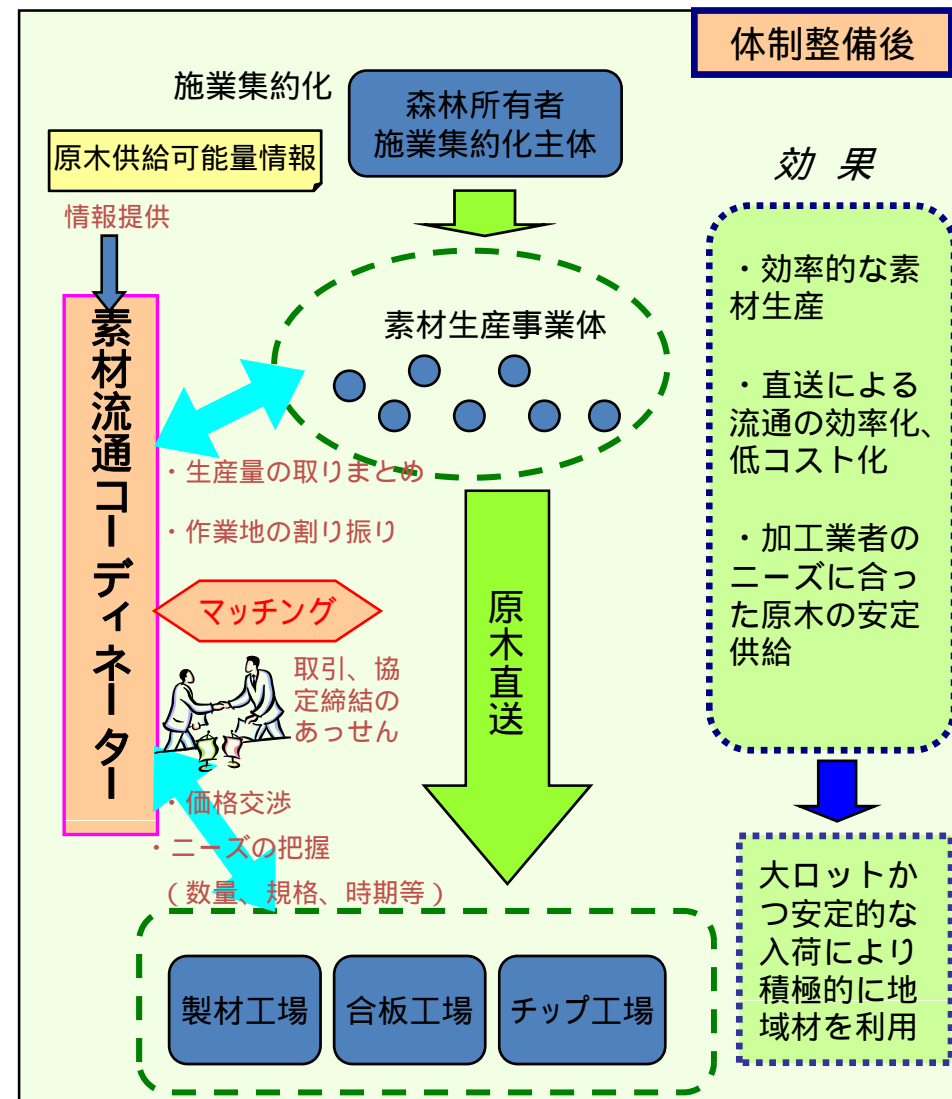 体制整備後
施業集約化
森林所有者
施業集約化主体
原木供給可能量情報
情報提供
素材流通コーディネーター
素材生産事業体
・生産量の取りまとめ
・作業地の割り振り
マッチング
取引、協
定締結の
あっせん
・価格交渉
・ニーズの把握
（数量、規格、時期等）
原木直送
製材工場
合板工場
チップ工場
効 果
・効率的な素
材生産
・直送による
流通の効率化、
低コスト化
・加工業者の
ニーズに合っ
た原木の安定
供給
大ロットか
つ安定的な
入荷により
積極的に地
域材を利用